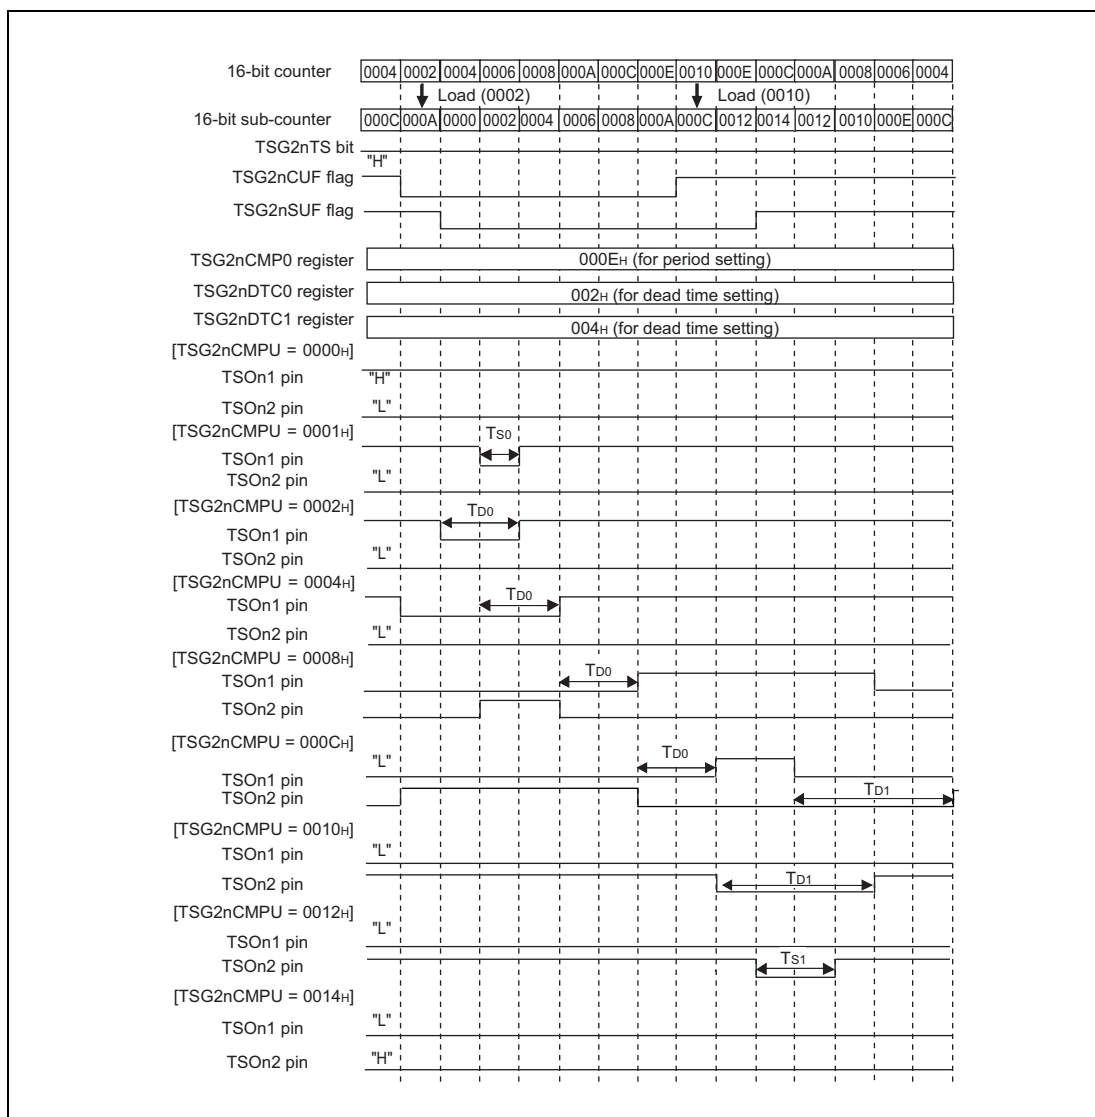 16-bit counter 0004 0002 0004 0006 0008 000A 000C 000E 0010 000E 000C 000A 0008 0006 0004
Load (0002) Load (0010)
16-bit sub-counter 000C 000A 0000 0002 0004 0006 0008 000A 000C 0012 0014 0012 0010 000E 000C
TSG2nTS bit
"H"
TSG2nCUF flag
TSG2nSUF flag
TSG2nCMP0 register 000EH (for period setting)
TSG2nDTC0 register 002H (for dead time setting)
TSG2nDTC1 register 004H (for dead time setting)
[TSG2nCMPU = 0000H]
TSOn1 pin "H"
TSOn2 pin "L"
[TSG2nCMPU = 0001H] TS0
TSOn1 pin
TSOn2 pin "L"
[TSG2nCMPU = 0002H] TD0
TSOn1 pin
TSOn2 pin "L"
[TSG2nCMPU = 0004H]
TSOn1 pin TD0
TSOn2 pin "L"
[TSG2nCMPU = 0008H]
TSOn1 pin TD0
TSOn2 pin
[TSG2nCMPU = 000CH]
"L" TD0
TSOn1 pin
TSOn2 pin TD1
[TSG2nCMPU = 0010H]
TSOn1 pin "L"
TSOn2 pin TD1
[TSG2nCMPU = 0012H]
"L"
TSOn1 pin
TSOn2 pin TS1
[TSG2nCMPU = 0014H]
TSOn1 pin "L"
TSOn2 pin "H"